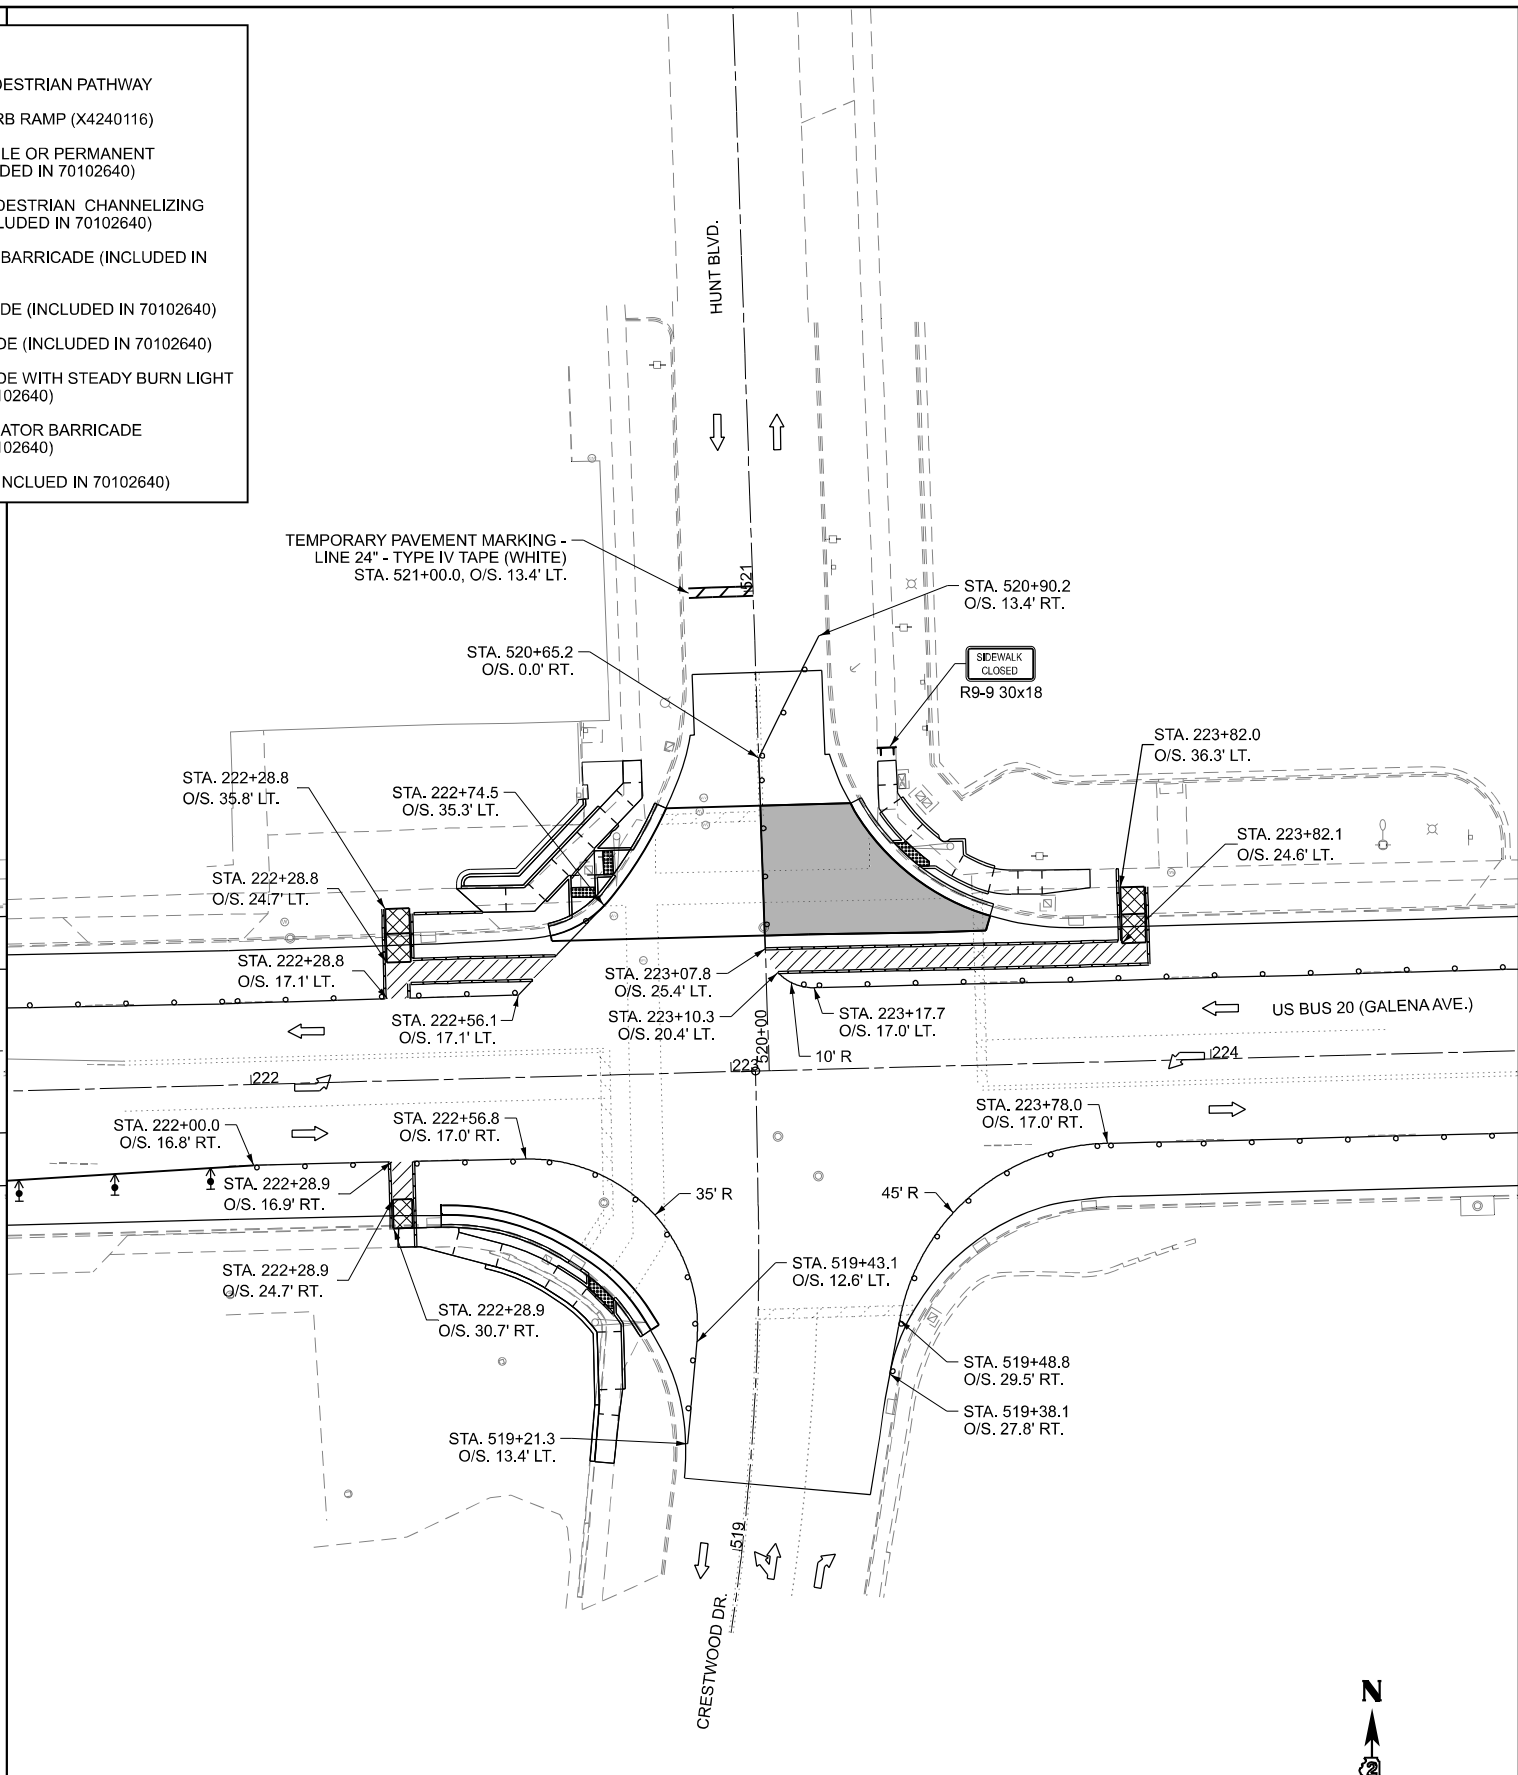 DESTRIAN PATHWAY
RB RAMP (X4240116)
LE OR PERMANENT
DED IN 70102640)
DESTRIAN CHANNELIZING
LUDED IN 70102640)
BARRICADE (INCLUDED IN
DE (INCLUDED IN 70102640)
DE (INCLUDED IN 70102640)
DE WITH STEADY BURN LIGHT
102640)
ATOR BARRICADE
102640)
NCLUED IN 70102640)
HUNT BLVD.
TEMPORARY PAVEMENT MARKING -
LINE 24" - TYPE IV TAPE (WHITE)
STA. 521+00.0, O/S. 13.4' LT.
521
STA. 520+90.2
O/S. 13.4' RT.
STA. 520+65.2
O/S. 0.0' RT.
SIDEWALK
CLOSED
R9-9 30x18
STA. 223+82.0
O/S. 36.3' LT.
STA. 222+28.8
O/S. 35.8' LT.
STA. 222+74.5
O/S. 35.3' LT.
STA. 223+82.1
O/S. 24.6' LT.
STA. 222+28.8
O/S. 24.7' LT.
STA. 222+28.8
O/S. 17.1' LT.
STA. 223+07.8
O/S. 25.4' LT.
STA. 222+56.1
O/S. 17.1' LT.
STA. 223+10.3
O/S. 20.4' LT.
STA. 223+17.7
O/S. 17.0' LT.
US BUS 20 (GALENA AVE.)
10' R
520+00
222
223
224
STA. 222+00.0
O/S. 16.8' RT.
STA. 222+56.8
O/S. 17.0' RT.
STA. 223+78.0
O/S. 17.0' RT.
STA. 222+28.9
O/S. 16.9' RT.
35' R
45' R
STA. 222+28.9
O/S. 24.7' RT.
STA. 519+43.1
O/S. 12.6' LT.
STA. 222+28.9
O/S. 30.7' RT.
STA. 519+48.8
O/S. 29.5' RT.
STA. 519+38.1
O/S. 27.8' RT.
STA. 519+21.3
O/S. 13.4' LT.
519
CRESTWOOD DR.
N
2